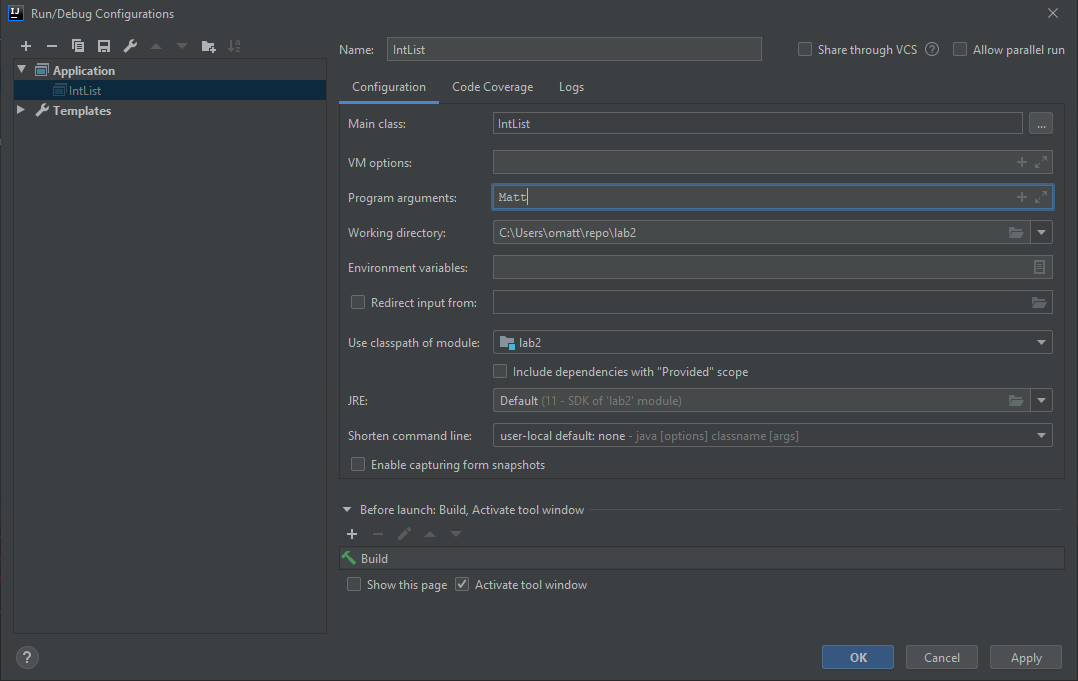 Run/Debug Configurations
Name: IntList
Share through VCS ? Allow parallel run
Application
IntList
Templates
Configuration Code Coverage Logs
Main class: IntList ...
VM options:
Program arguments: Matt
Working directory: C:\Users\omatt\repo\lab2
Environment variables:
Redirect input from:
Use classpath of module: lab2
Include dependencies with "Provided" scope
JRE: Default (11 - SDK of 'lab2' module)
Shorten command line: user-local default: none - java [options] classname [args]
Enable capturing form snapshots
Before launch: Build, Activate tool window
Build
Show this page Activate tool window
? OK Cancel Apply